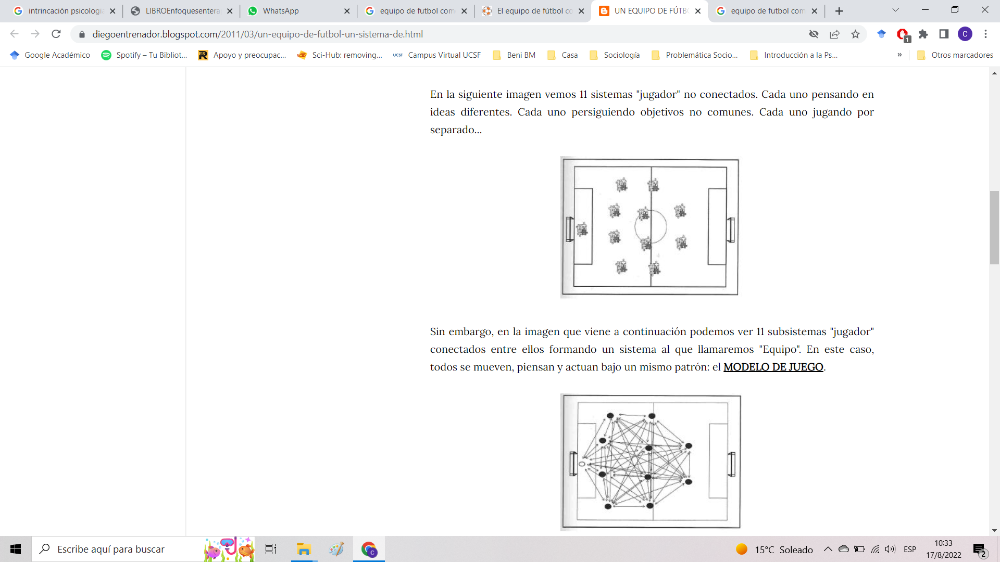 intrincación psicologia
LIBROEnfoquesentera
WhatsApp
equipo de futbol com
El equipo de fútbol co
UN EQUIPO DE FÚTB
equipo de futbol com
diegoentrenador.blogspot.com/2011/03/un-equipo-de-futbol-un-sistema-de.html
1
C
Google Académico
Spotify – Tu Bibliot...
Apoyo y preocupac...
Sci-Hub: removing...
UCSF
Campus Virtual UCSF
Beni BM
Casa
Sociología
Problemática Socio...
Introducción a la Ps...
»
Otros marcadores
En la siguiente imagen vemos 11 sistemas "jugador" no conectados. Cada uno pensando en
ideas diferentes. Cada uno persiguiendo objetivos no comunes. Cada uno jugando por
separado...
Sin embargo, en la imagen que viene a continuación podemos ver 11 subsistemas "jugador"
conectados entre ellos formando un sistema al que llamaremos "Equipo". En este caso,
todos se mueven, piensan y actuan bajo un mismo patrón: el MODELO DE JUEGO.
Escribe aquí para buscar
15°C Soleado
ESP
10:33
17/8/2022
2